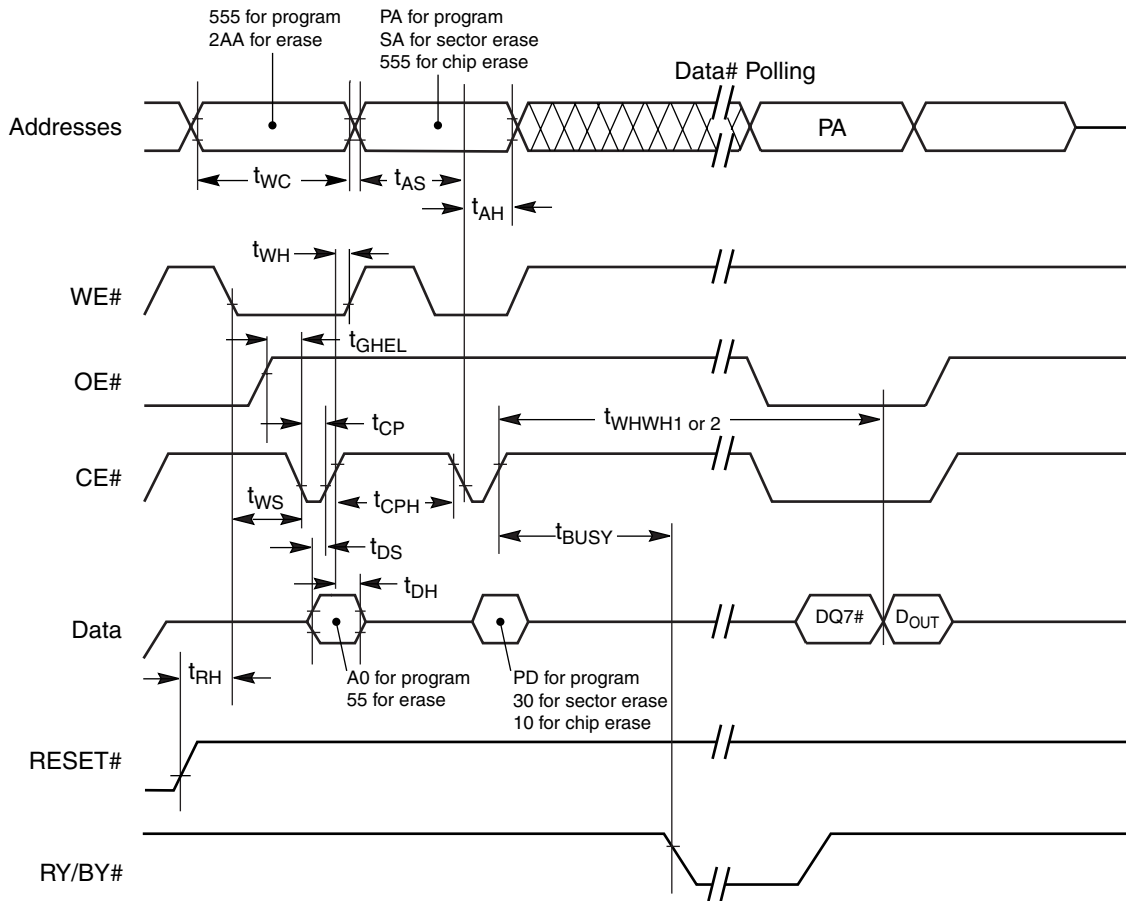 555 for program
2AA for erase
PA for program
SA for sector erase
555 for chip erase
Data# Polling
Addresses
PA
tWC
tAS
tAH
tWH
WE#
tGHEL
OE#
tWHWH1 or 2
tCP
CE#
tWS
tCPH
tBUSY
tDS
tDH
Data
DQ7#
DOUT
tRH
A0 for program
55 for erase
PD for program
30 for sector erase
10 for chip erase
RESET#
RY/BY#